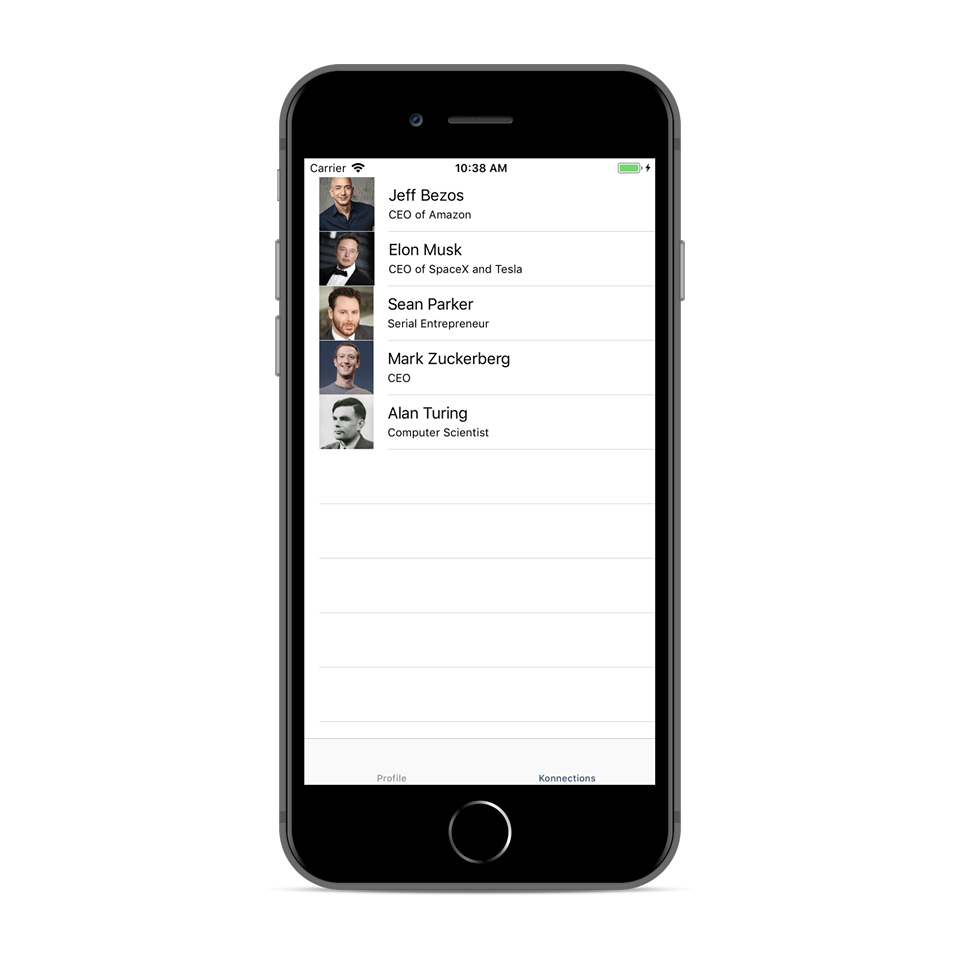 Carrier 10:38 AM
Jeff Bezos
CEO of Amazon
Elon Musk
CEO of SpaceX and Tesla
Sean Parker
Serial Entrepreneur
Mark Zuckerberg
CEO
Alan Turing
Computer Scientist
Profile Konnections